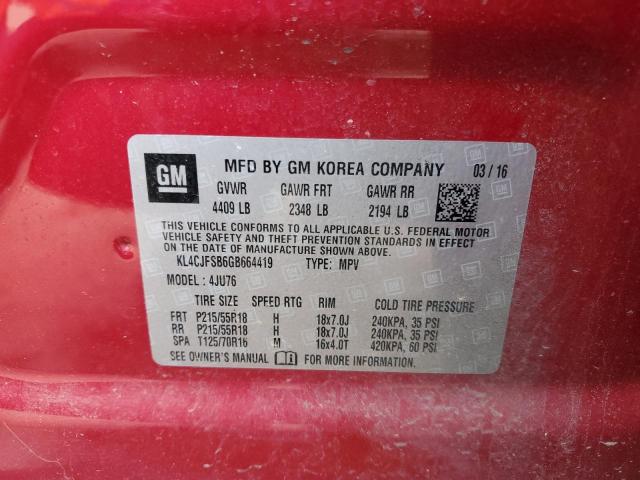 GM MFD BY GM KOREA COMPANY 03 / 16
GVWR GAWR FRT GAWR RR
4409 LB 2348 LB 2194 LB
THIS VEHICLE CONFORMS TO ALL APPLICABLE U.S. FEDERAL MOTOR
VEHICLE SAFETY AND THEFT PREVENTION STANDARDS IN EFFECT ON THE DATE OF
MANUFACTURE SHOWN ABOVE.
KL4CJFSB6GB664419 TYPE: MPV
MODEL : 4JU76
TIRE SIZE SPEED RTG RIM COLD TIRE PRESSURE
FRT P215/55R18 H 18x7.0J 240KPA, 35 PSI
RR P215/55R18 H 18x7.0J 240KPA, 35 PSI
SPA T125/70R16 M 16x4.0T 420KPA, 60 PSI
SEE OWNER'S MANUAL FOR MORE INFORMATION.